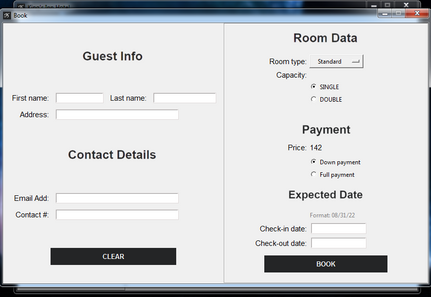 Book
Guest Info
First name:
Last name:
Address:
Contact Details
Email Add:
Contact #:
CLEAR
Room Data
Room type: Standard
Capacity:
SINGLE
DOUBLE
Payment
Price: 142
Down payment
Full payment
Expected Date
Format: 08/31/22
Check-in date:
Check-out date:
BOOK